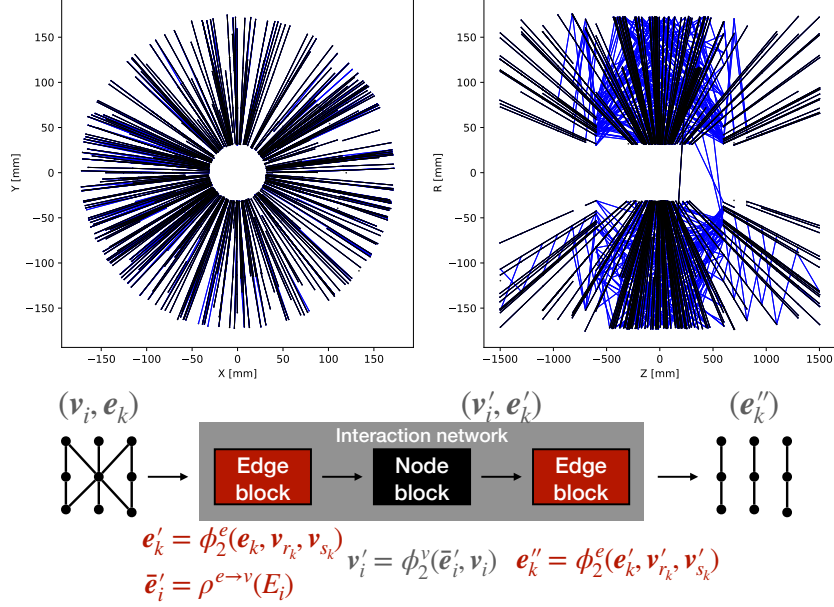 150
100
50
0
−50
−100
−150
Y [mm]
−150 −100 −50 0 50 100 150
X [mm]
150
100
50
0
−50
−100
−150
R [mm]
−1500 −1000 −500 0 500 1000 1500
Z [mm]
(v_i, e_k)
(v′_i, e′_k)
(e″_k)
Interaction network
Edge block
Node block
Edge block
e′_k = ϕ^e_2(e_k, v_{r_k}, v_{s_k})
ē′_i = ρ^{e→v}(E_i)
v′_i = ϕ^v_2(ē′_i, v_i)
e″_k = ϕ^e_2(e′_k, v′_{r_k}, v′_{s_k})